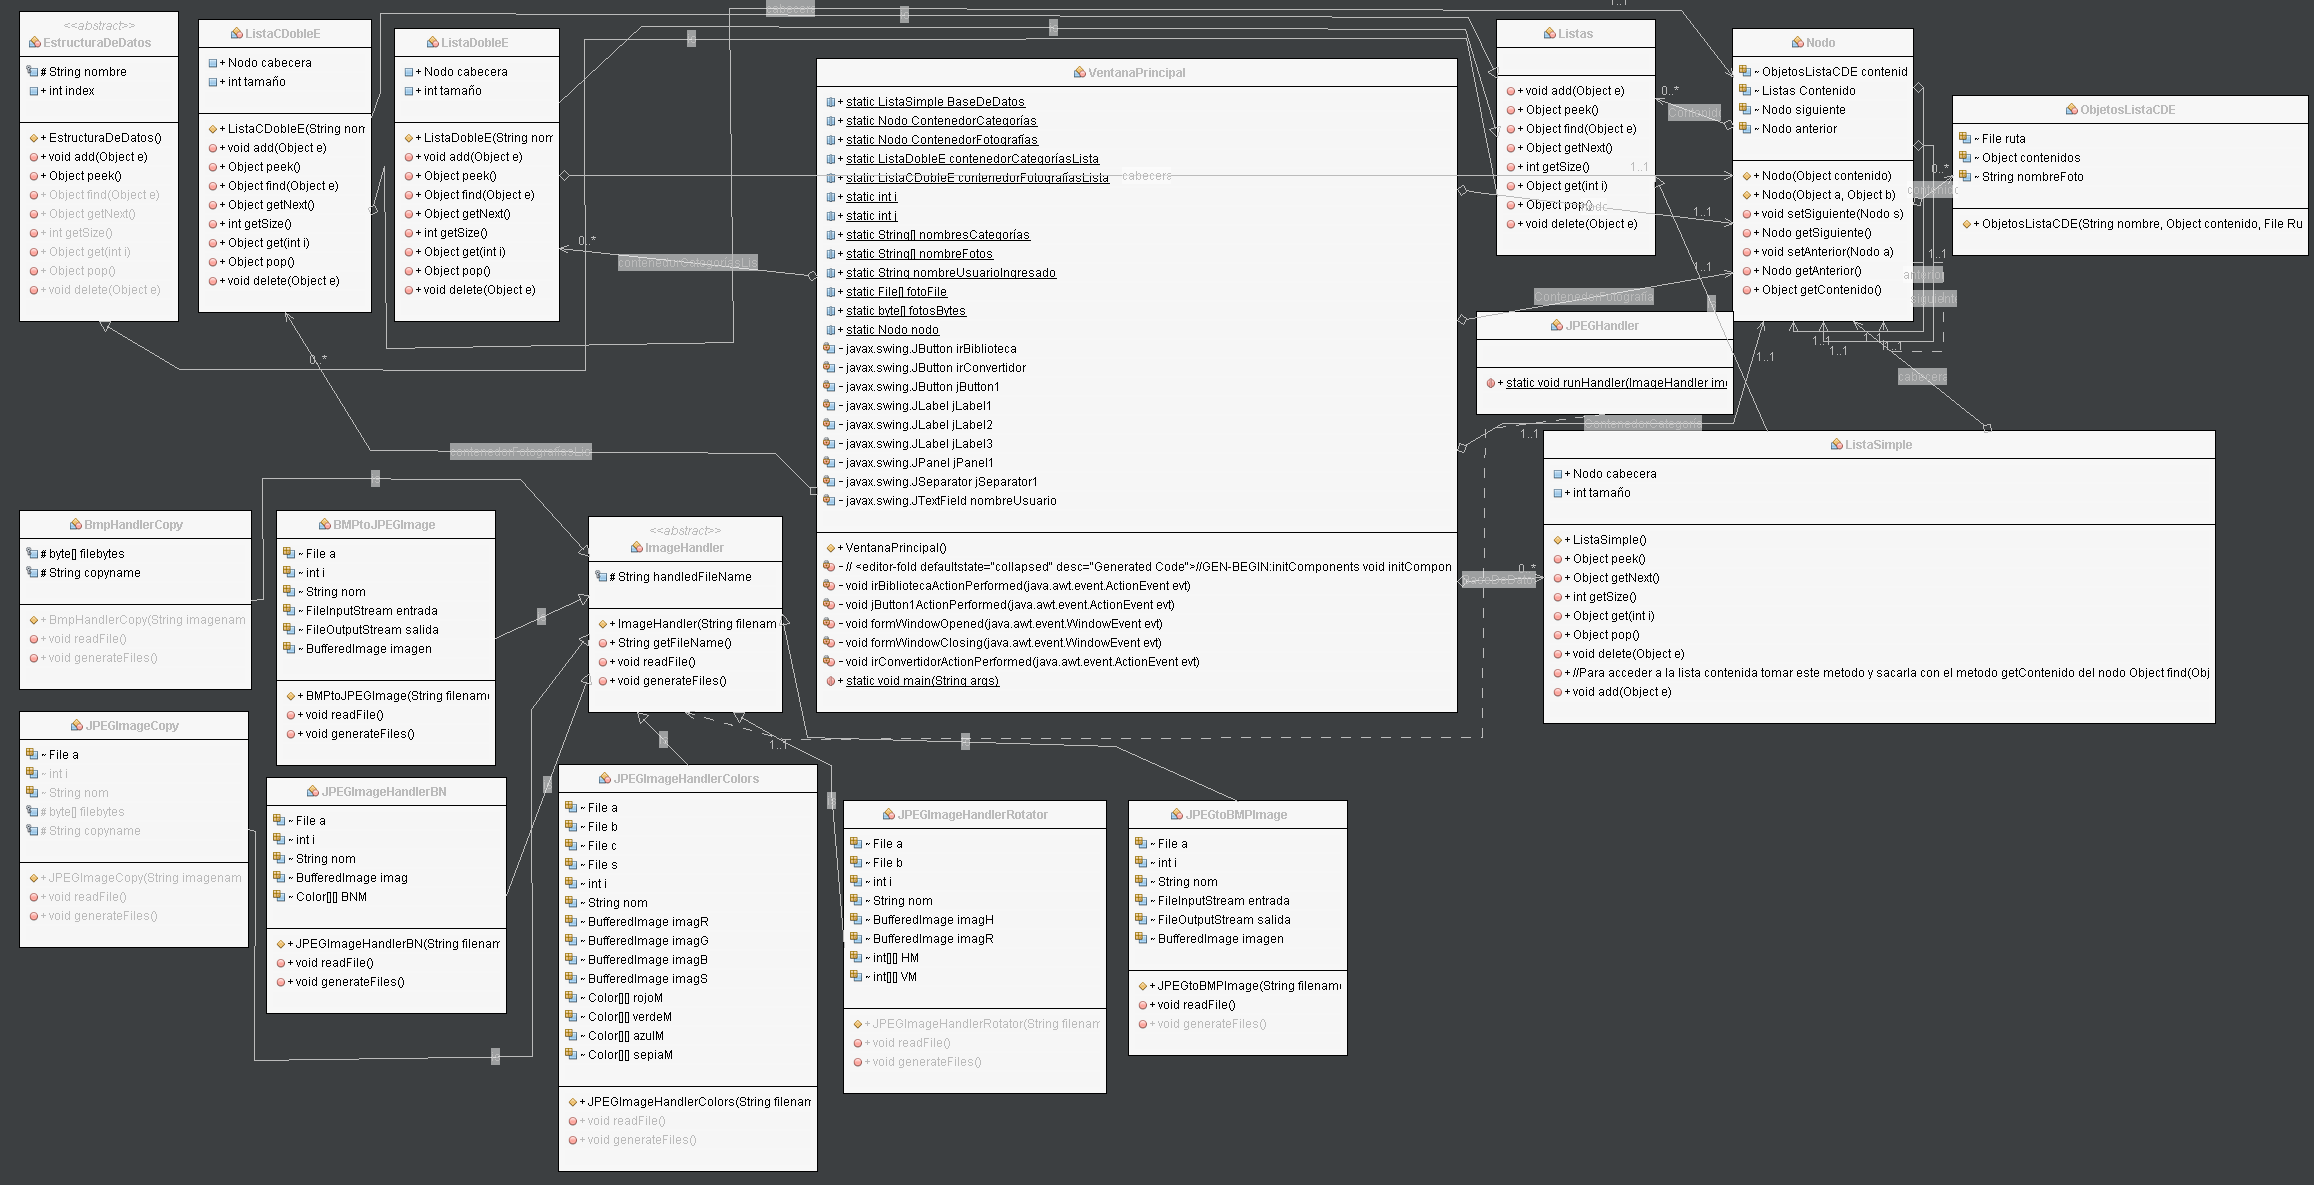 <<abstract>>
EstructuraDeDatos
# String nombre
+ int index
+ EstructuraDeDatos()
+ void add(Object e)
+ Object peek()
+ Object find(Object e)
+ Object getNext()
+ int getSize()
+ Object get(int i)
+ Object pop()
+ void delete(Object e)
ListaCDobleE
+ Nodo cabecera
+ int tamaño
+ ListaCDobleE(String nom
+ void add(Object e)
+ Object peek()
+ Object find(Object e)
+ Object getNext()
+ int getSize()
+ Object get(int i)
+ Object pop()
+ void delete(Object e)
ListaDobleE
+ Nodo cabecera
+ int tamaño
+ ListaDobleE(String nom
+ void add(Object e)
+ Object peek()
+ Object find(Object e)
+ Object getNext()
+ int getSize()
+ Object get(int i)
+ Object pop()
+ void delete(Object e)
VentanaPrincipal
+ static ListaSimple BaseDeDatos
+ static Nodo ContenedorCategorías
+ static Nodo ContenedorFotografías
+ static ListaDobleE contenedorCategoríasLista
+ static ListaCDobleE contenedorFotografíasLista
+ static int i
+ static int j
+ static String[] nombresCategorías
+ static String[] nombreFotos
+ static String nombreUsuarioIngresado
+ static File[] fotoFile
+ static byte[] fotosBytes
+ static Nodo nodo
- javax.swing.JButton irBiblioteca
- javax.swing.JButton irConvertidor
- javax.swing.JButton jButton1
- javax.swing.JLabel jLabel1
- javax.swing.JLabel jLabel2
- javax.swing.JLabel jLabel3
- javax.swing.JPanel jPanel1
- javax.swing.JSeparator jSeparator1
- javax.swing.JTextField nombreUsuario
+ VentanaPrincipal()
- // <editor-fold defaultstate="collapsed" desc="Generated Code">//GEN-BEGIN:initComponents void initCompon
- void irBibliotecaActionPerformed(java.awt.event.ActionEvent evt)
- void jButton1ActionPerformed(java.awt.event.ActionEvent evt)
- void formWindowOpened(java.awt.event.WindowEvent evt)
- void formWindowClosing(java.awt.event.WindowEvent evt)
- void irConvertidorActionPerformed(java.awt.event.ActionEvent evt)
+ static void main(String args)
Listas
+ void add(Object e)
+ Object peek()
+ Object find(Object e)
+ Object getNext()
+ int getSize()
+ Object get(int i)
+ Object pop()
+ void delete(Object e)
Nodo
~ ObjetosListaCDE contenid
~ Listas Contenido
~ Nodo siguiente
~ Nodo anterior
+ Nodo(Object contenido)
+ Nodo(Object a, Object b)
+ void setSiguiente(Nodo s)
+ Nodo getSiguiente()
+ void setAnterior(Nodo a)
+ Nodo getAnterior()
+ Object getContenido()
ObjetosListaCDE
~ File ruta
~ Object contenidos
~ String nombreFoto
+ ObjetosListaCDE(String nombre, Object contenido, File Ru
JPEGHandler
+ static void runHandler(ImageHandler im
ListaSimple
+ Nodo cabecera
+ int tamaño
+ ListaSimple()
+ Object peek()
+ Object getNext()
+ int getSize()
+ Object get(int i)
+ Object pop()
+ void delete(Object e)
+ //Para acceder a la lista contenida tomar este metodo y sacarla con el metodo getContenido del nodo Object find(Obj
+ void add(Object e)
BmpHandlerCopy
# byte[] filebytes
# String copyname
+ BmpHandlerCopy(String imagenam
+ void readFile()
+ void generateFiles()
BMPtoJPEGImage
~ File a
~ int i
~ String nom
~ FileInputStream entrada
~ FileOutputStream salida
~ BufferedImage imagen
+ BMPtoJPEGImage(String filenam
+ void readFile()
+ void generateFiles()
<<abstract>>
ImageHandler
# String handledFileName
+ ImageHandler(String filenam
+ String getFileName()
+ void readFile()
+ void generateFiles()
JPEGImageCopy
~ File a
~ int i
~ String nom
# byte[] filebytes
# String copyname
+ JPEGImageCopy(String imagenam
+ void readFile()
+ void generateFiles()
JPEGImageHandlerBN
~ File a
~ int i
~ String nom
~ BufferedImage imag
~ Color[][] BNM
+ JPEGImageHandlerBN(String filenam
+ void readFile()
+ void generateFiles()
JPEGImageHandlerColors
~ File a
~ File b
~ File c
~ File s
~ int i
~ String nom
~ BufferedImage imagR
~ BufferedImage imagG
~ BufferedImage imagB
~ BufferedImage imagS
~ Color[][] rojoM
~ Color[][] verdeM
~ Color[][] azulM
~ Color[][] sepiaM
+ JPEGImageHandlerColors(String filenam
+ void readFile()
+ void generateFiles()
JPEGImageHandlerRotator
~ File a
~ File b
~ int i
~ String nom
~ BufferedImage imagH
~ BufferedImage imagR
~ int[][] HM
~ int[][] VM
+ JPEGImageHandlerRotator(String filenam
+ void readFile()
+ void generateFiles()
JPEGtoBMPImage
~ File a
~ int i
~ String nom
~ FileInputStream entrada
~ FileOutputStream salida
~ BufferedImage imagen
+ JPEGtoBMPImage(String filenam
+ void readFile()
+ void generateFiles()
cabecera
cabecera
cabecera
0..*
0..*
0..*
0..*
0..*
1..1
1..1
1..1
1..1
1..1
1..1
1..1
1..1